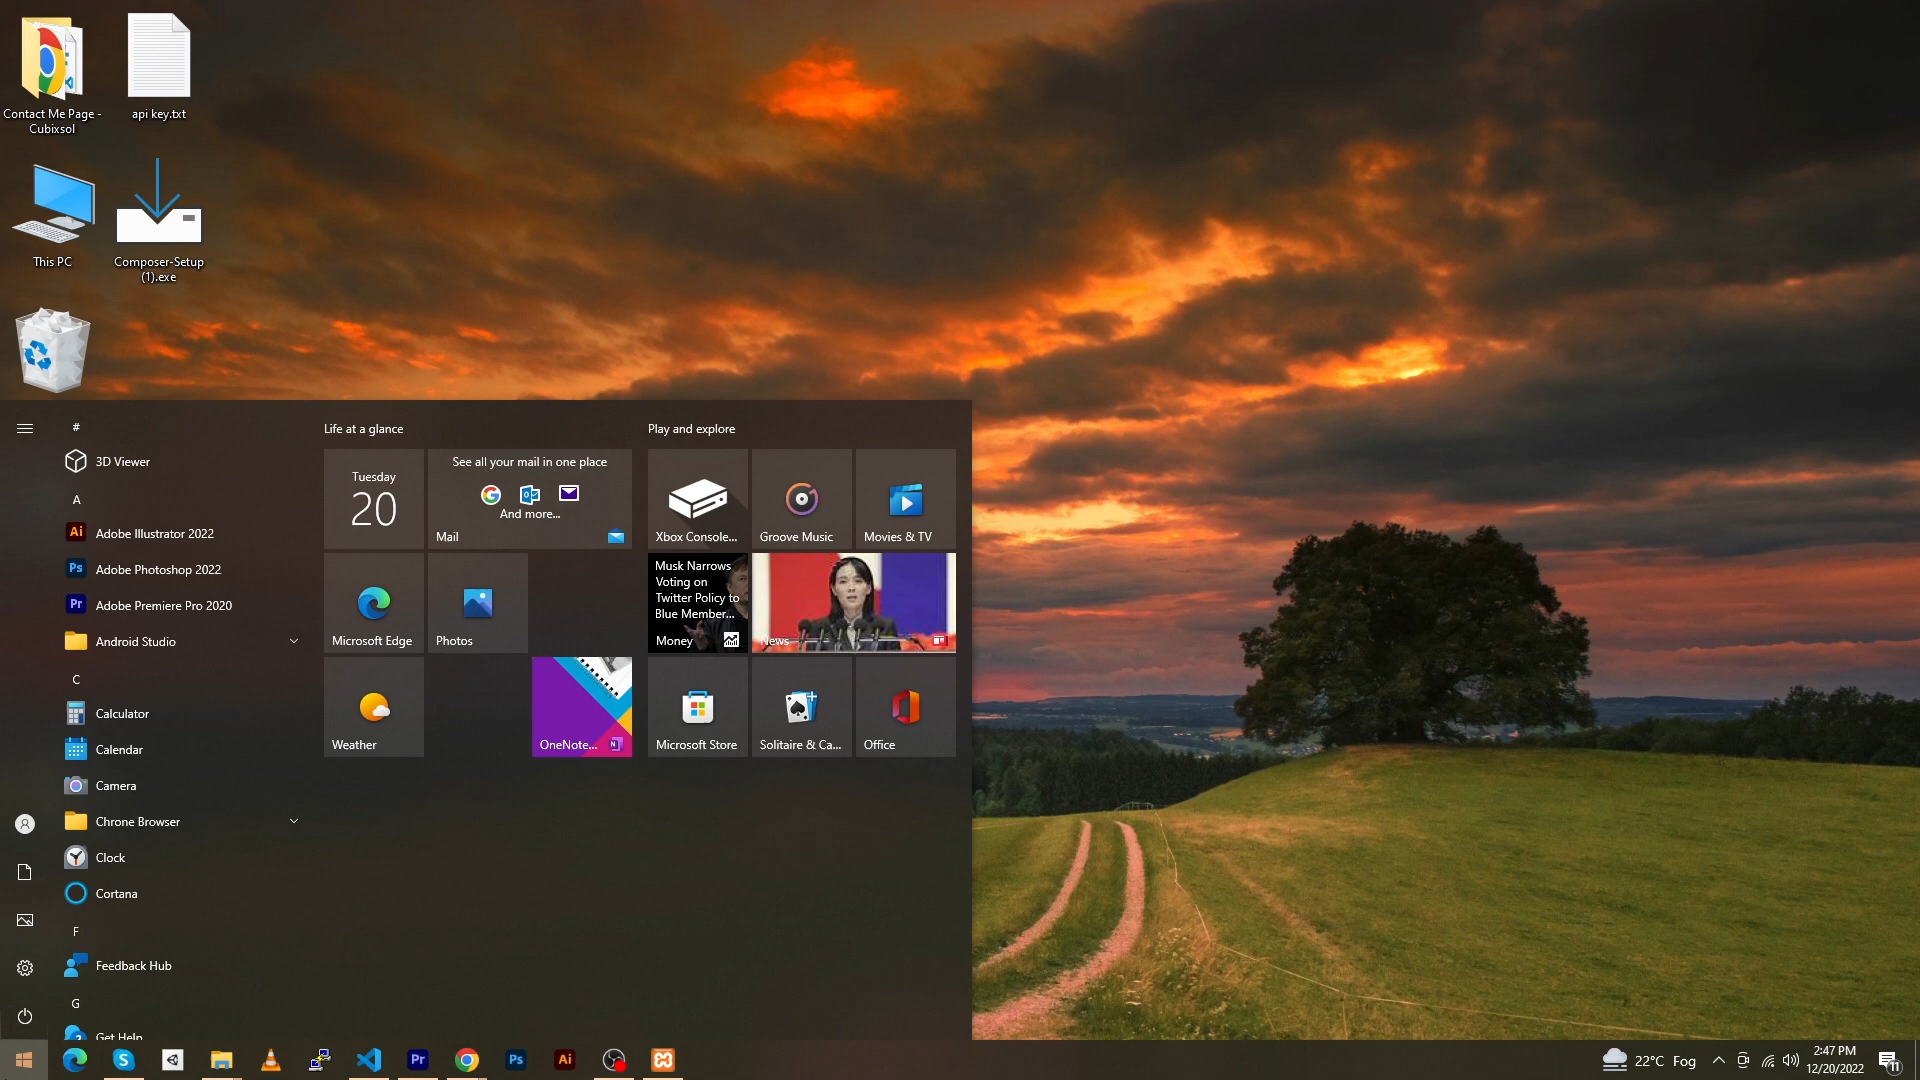 Contact Me Page -
Cubixsol
api key.txt
This PC
Composer-Setup
(1).exe
#
3D Viewer
A
Adobe Illustrator 2022
Adobe Photoshop 2022
Adobe Premiere Pro 2020
Android Studio
C
Calculator
Calendar
Camera
Chrone Browser
Clock
Cortana
F
Feedback Hub
G
Get Help
Life at a glance
Tuesday
20
See all your mail in one place
And more...
Mail
Microsoft Edge
Photos
Weather
OneNote...
Play and explore
Xbox Console...
Groove Music
Movies & TV
Musk Narrows
Voting on
Twitter Policy to
Blue Member...
Money
News
Microsoft Store
Solitaire & Ca...
Office
22°C Fog
2:47 PM
12/20/2022
11